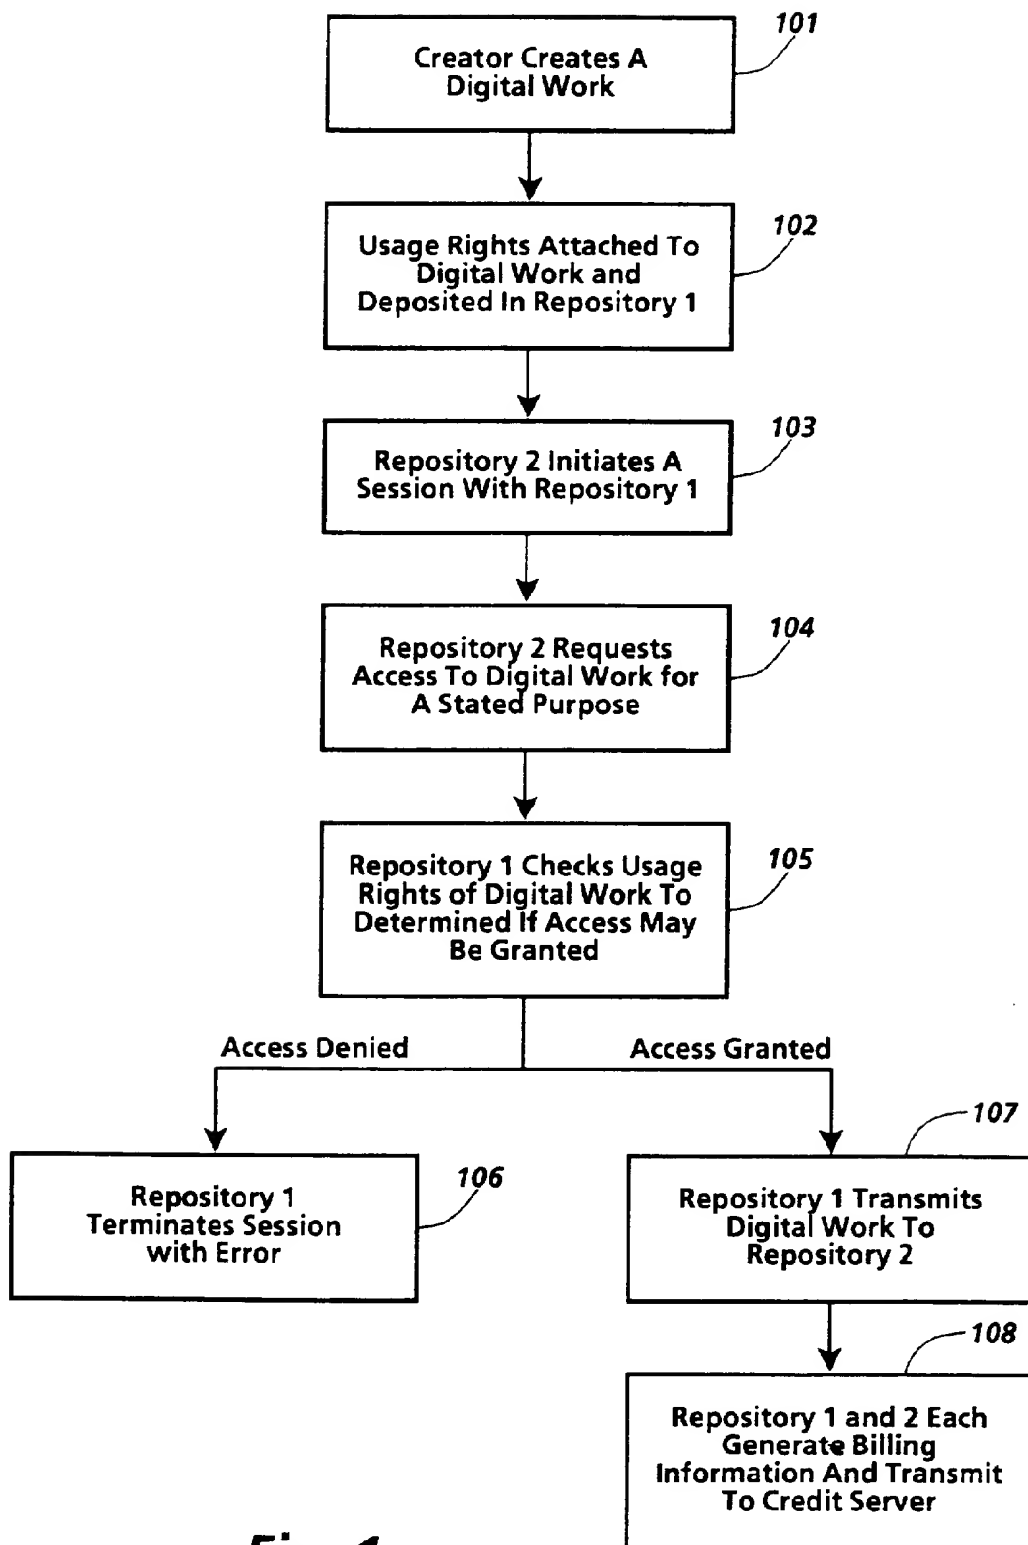 101
Creator Creates A
Digital Work
102
Usage Rights Attached To
Digital Work and
Deposited In Repository 1
103
Repository 2 Initiates A
Session With Repository 1
104
Repository 2 Requests
Access To Digital Work for
A Stated Purpose
105
Repository 1 Checks Usage
Rights of Digital Work To
Determined If Access May
Be Granted
Access Denied
Access Granted
106
Repository 1
Terminates Session
with Error
107
Repository 1 Transmits
Digital Work To
Repository 2
108
Repository 1 and 2 Each
Generate Billing
Information And Transmit
To Credit Server